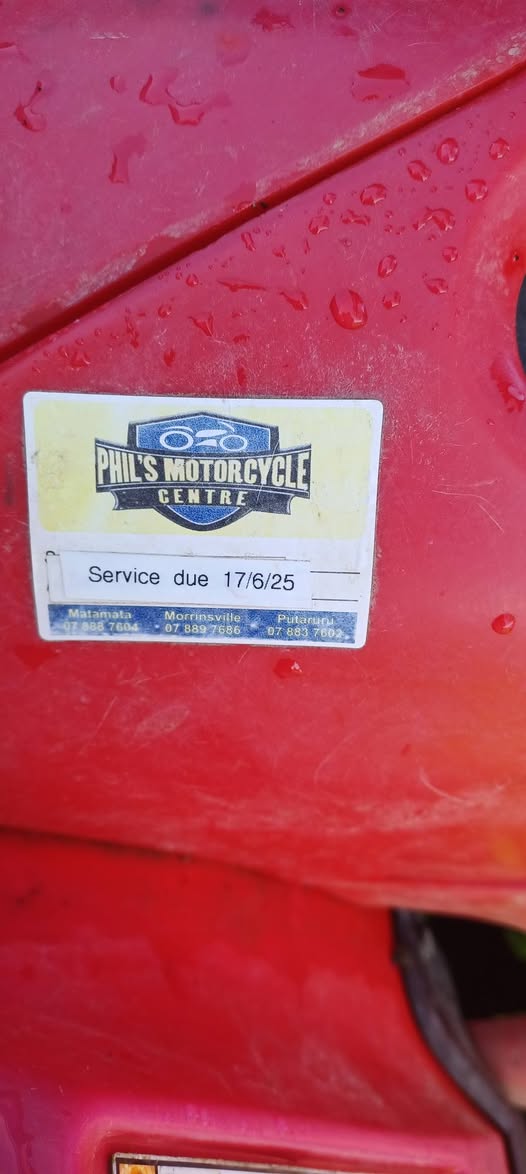 PHIL'S MOTORCYCLE
CENTRE
Service due 17/6/25
Matamata Morrinsville Putaruru
07 888 7604 • 07 889 7686 • 07 883 7602